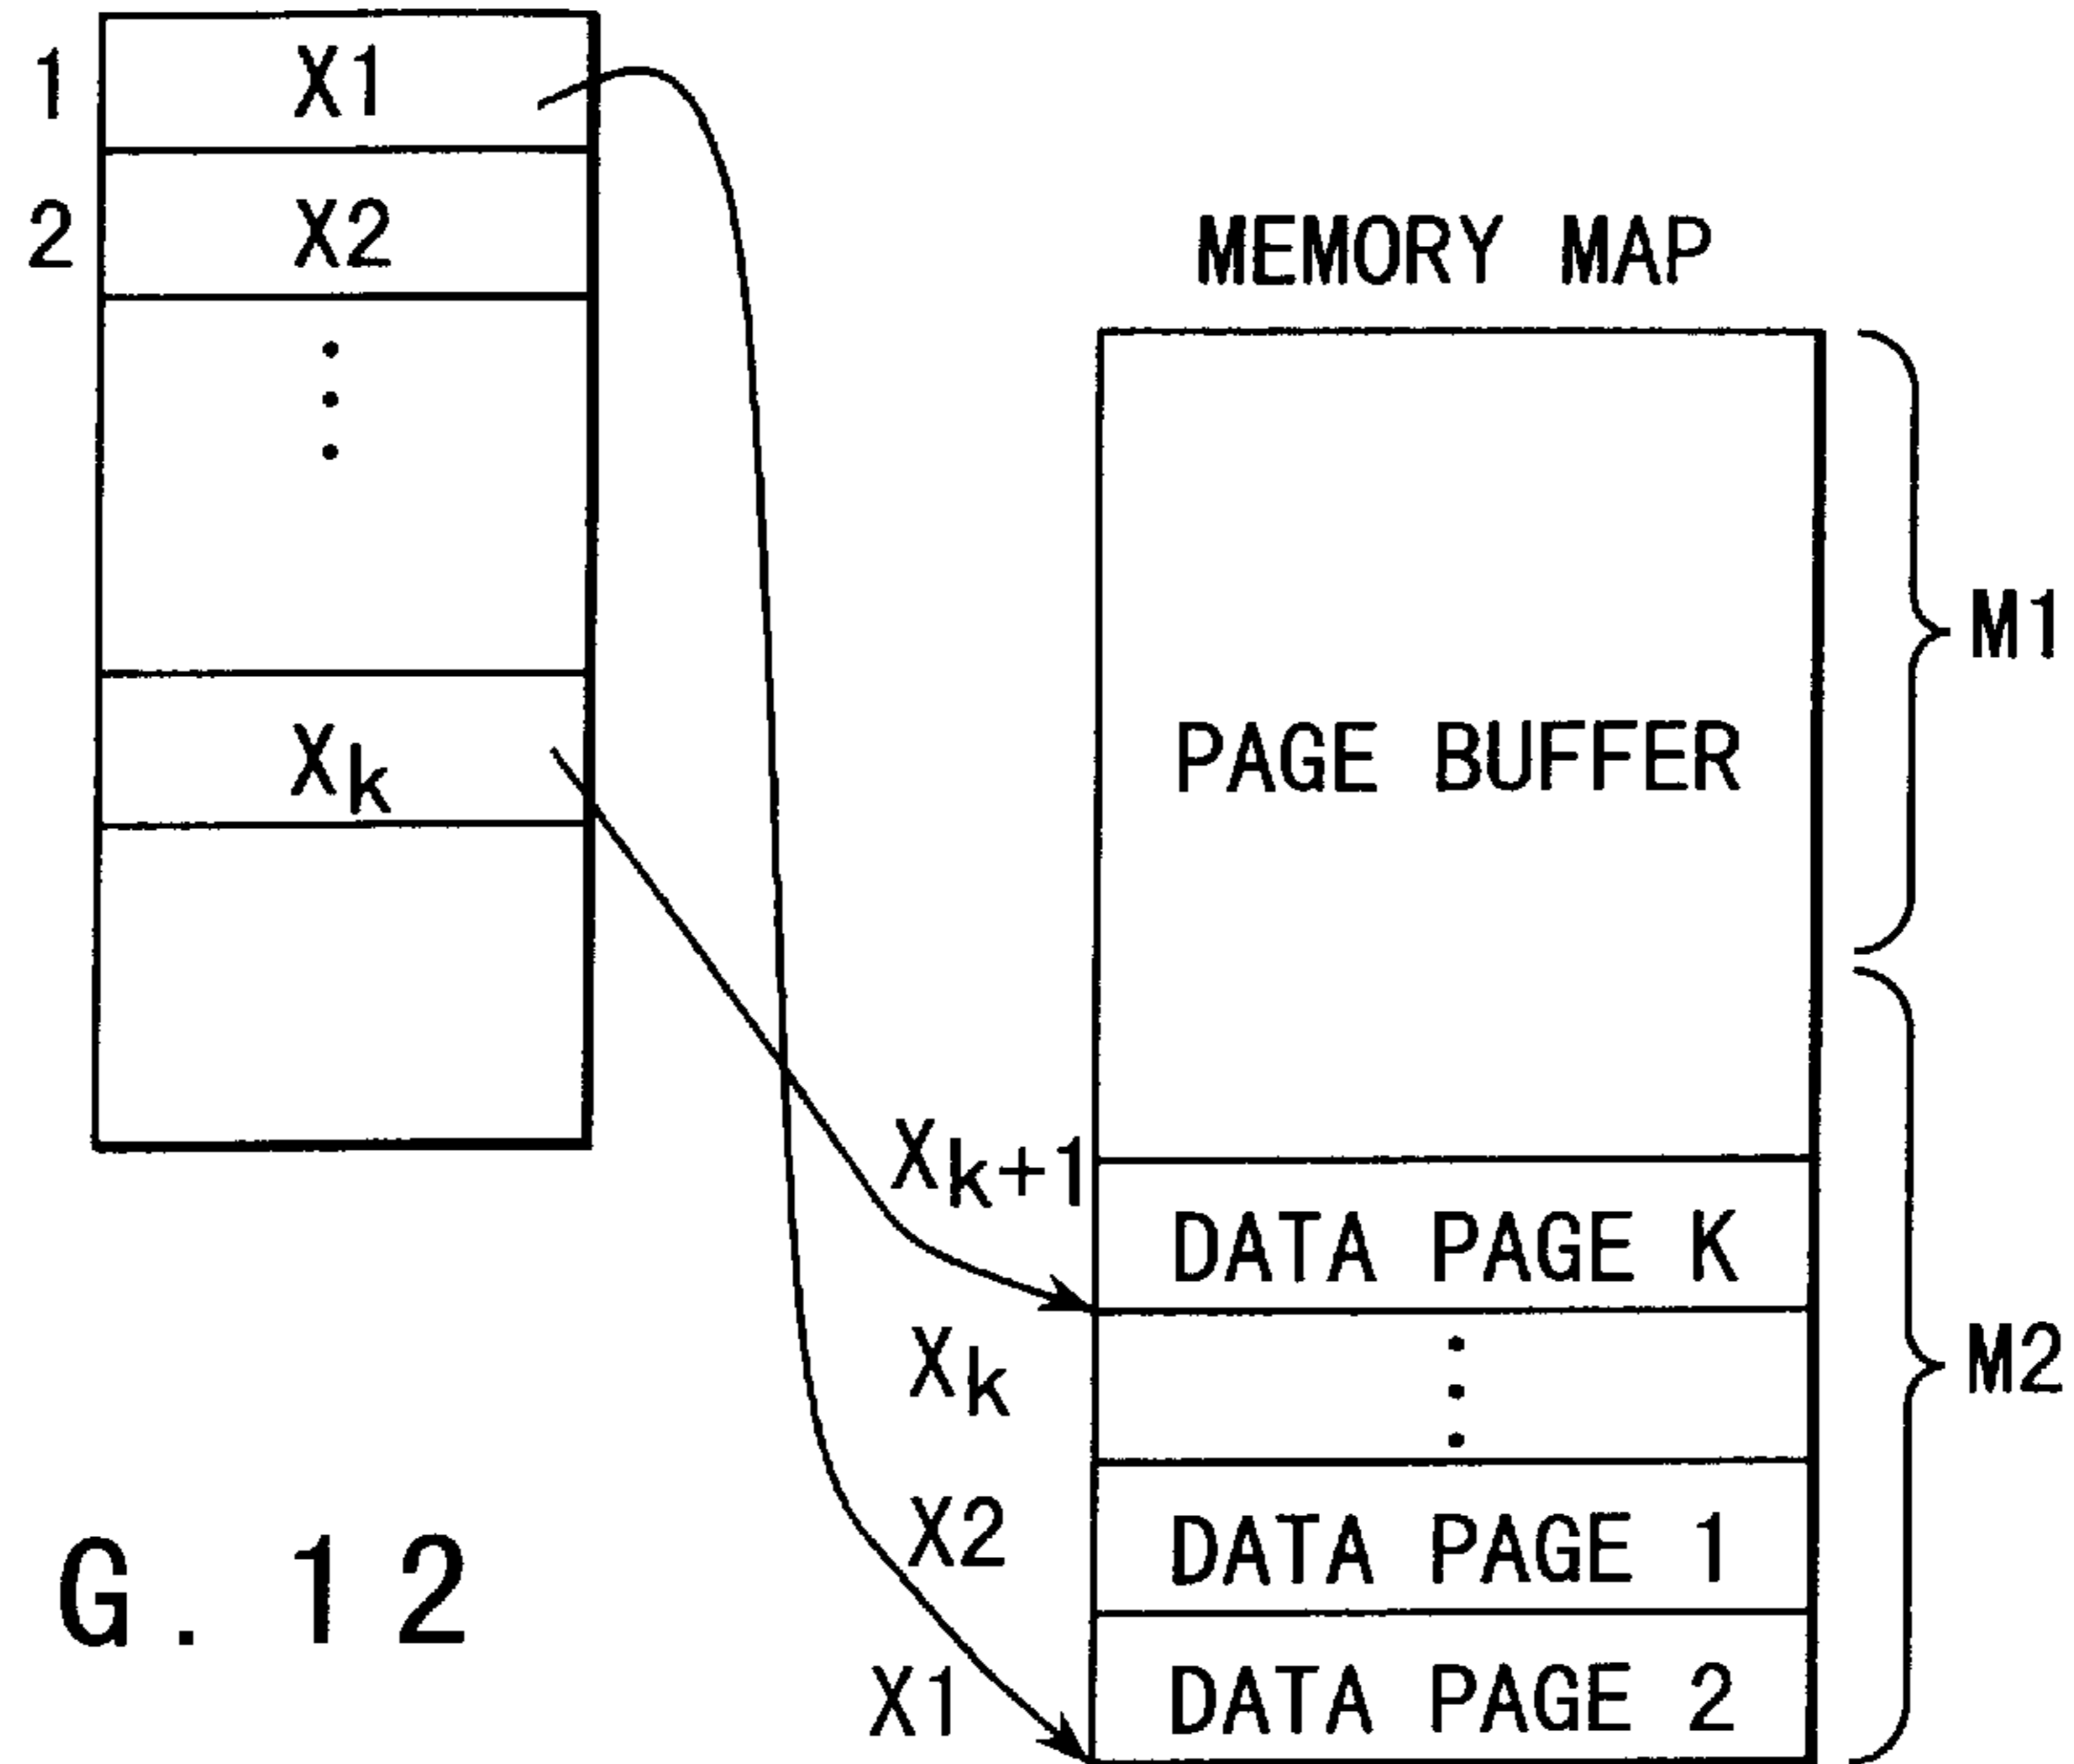 1 X1
2 X2
Xk
MEMORY MAP
PAGE BUFFER
M1
Xk+1
DATA PAGE K
Xk
M2
X2
DATA PAGE 1
X1
DATA PAGE 2
G. 12